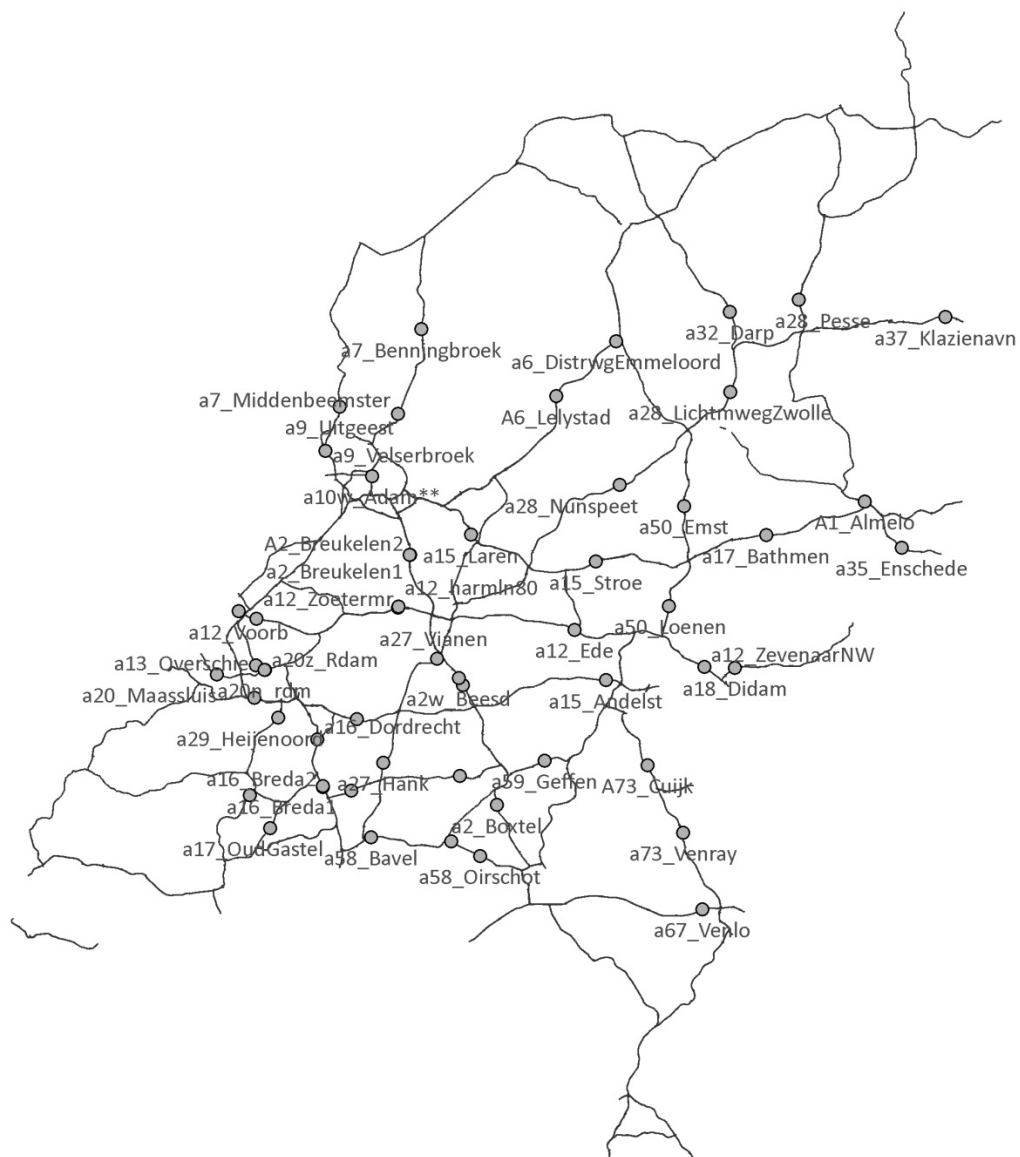 a28_Pesse
a32_Darp
a37_Klazienavn
a7_Benningbroek
a6_DistrwgEmmeloord
a7_Middenbeemster
A6_Lelystad
a28_LichtmwegZwolle
a9_Uitgeest
a9_Velserbroek
a10w_Adam**
a28_Nunspeet
a50_Emst
A1_Almelo
A2_Breukelen2
a15_Laren
a17_Bathmen
a35_Enschede
a2_Breukelen1
a12_harmln80
a15_Stroe
a12_Zoetermr
a50_Loenen
a12_Voorb
a27_Vianen
a12_Ede
a12_ZevenaarNW
a13_Overschie
a20z_Rdam
a18_Didam
a20_Maassluis
a20n_rdm
a2w_Beesd
a15_Andelst
a16_Dordrecht
a29_Heijenoord
a16_Breda2
a27_Hank
a59_Geffen
A73_Cuijk
a16_Breda1
a2_Boxtel
a17_OudGastel
a58_Bavel
a73_Venray
a58_Oirschot
a67_Venlo